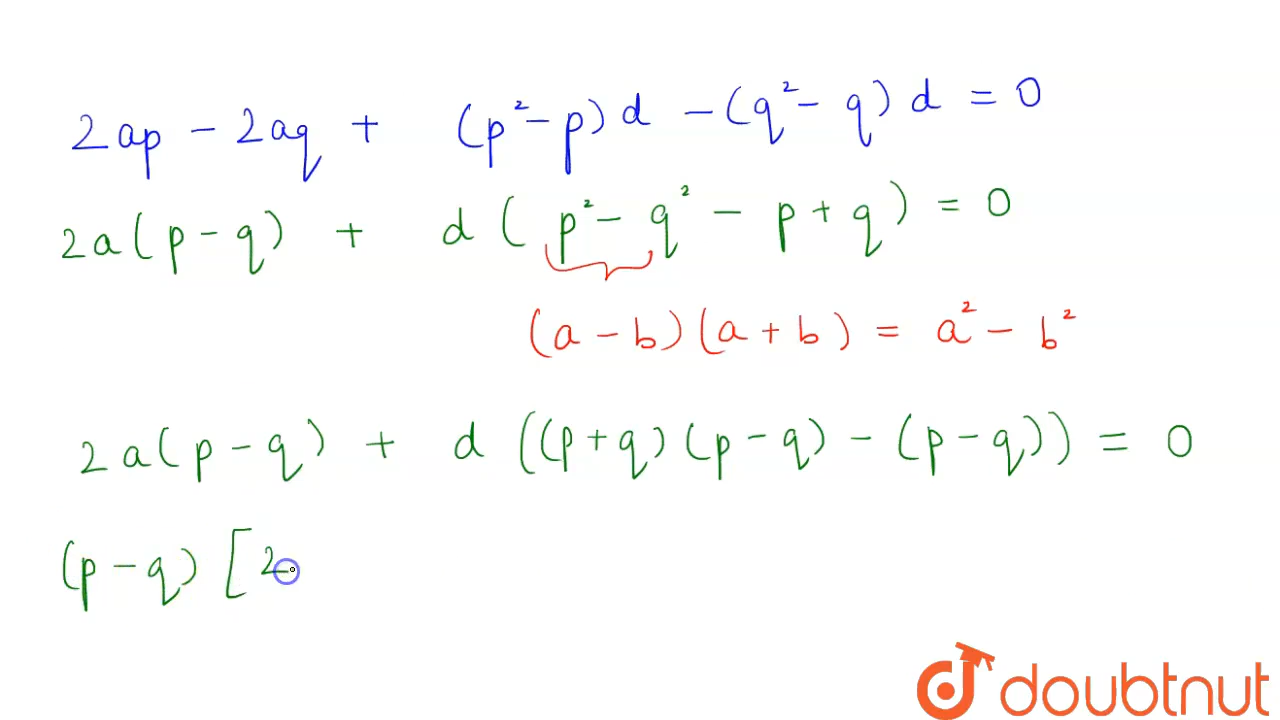 2ap - 2aq + (p² - p)d - (q² - q)d = 0
2a(p - q) + d(p² - q² - p + q) = 0
(a - b)(a + b) = a² - b²
2a(p - q) + d((p + q)(p - q) - (p - q)) = 0
(p - q) [2
doubtnut